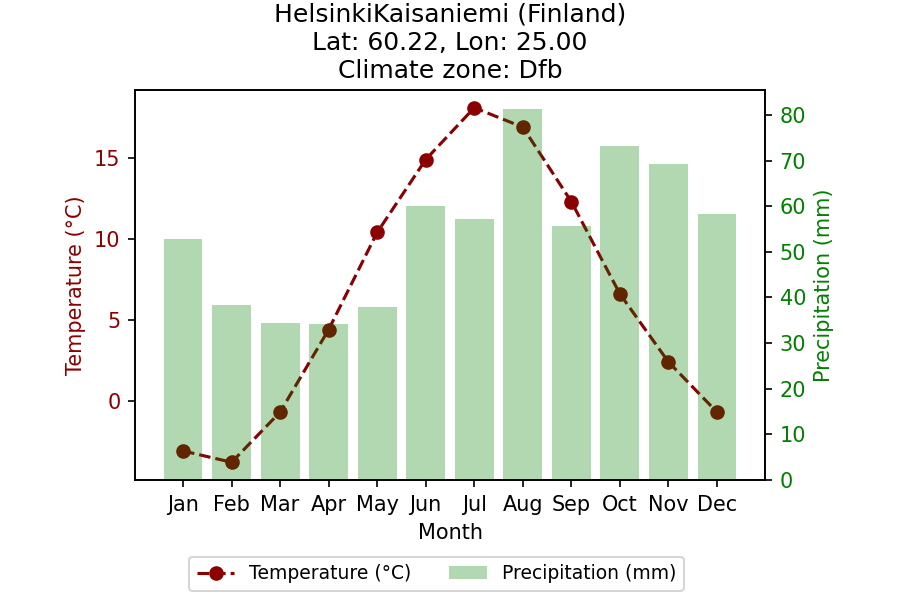 HelsinkiKaisaniemi (Finland)
Lat: 60.22, Lon: 25.00
Climate zone: Dfb
Temperature (°C)
15
10
5
0
80
70
60
50
40
30
20
10
0
Precipitation (mm)
Jan Feb Mar Apr May Jun Jul Aug Sep Oct Nov Dec
Month
Temperature (°C) Precipitation (mm)